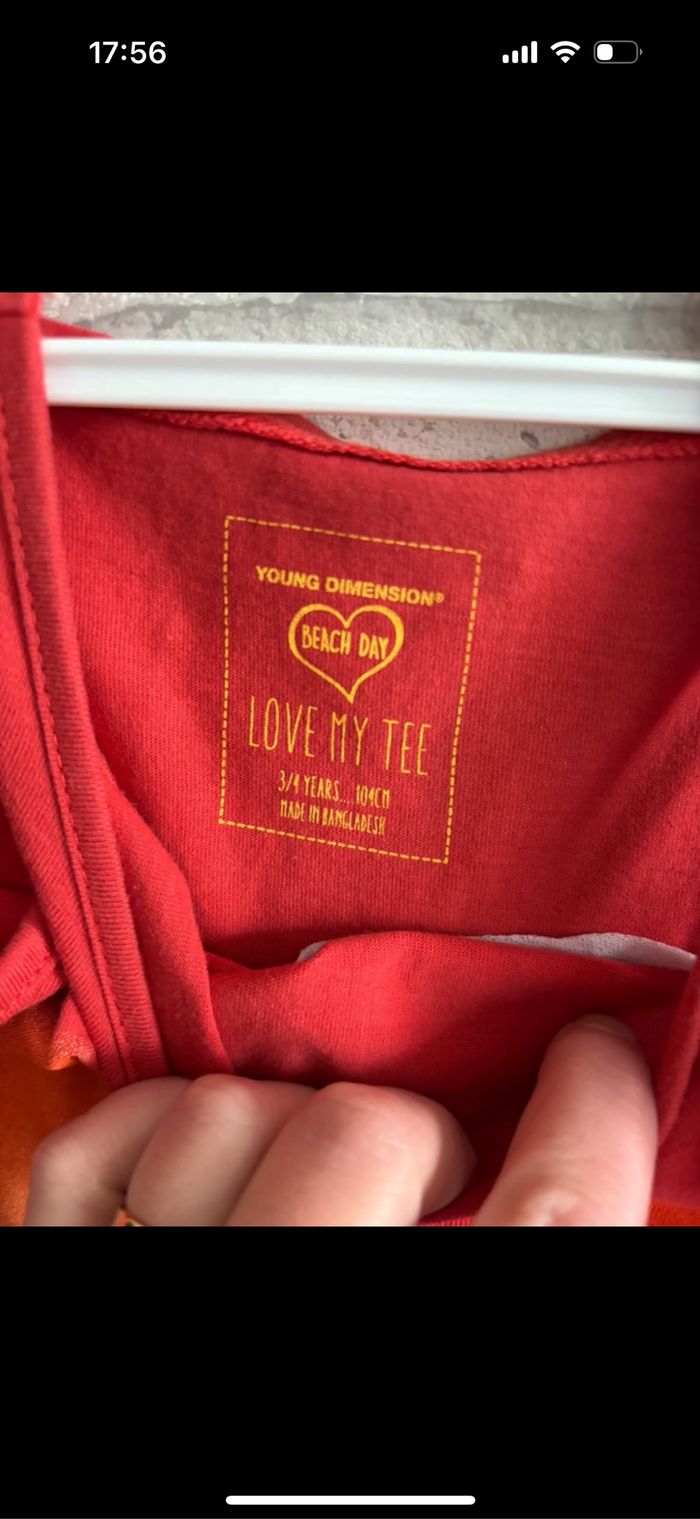 17:56
YOUNG DIMENSION®
BEACH DAY
LOVE MY TEE
3/4 YEARS... 104CM
MADE IN BANGLADESH